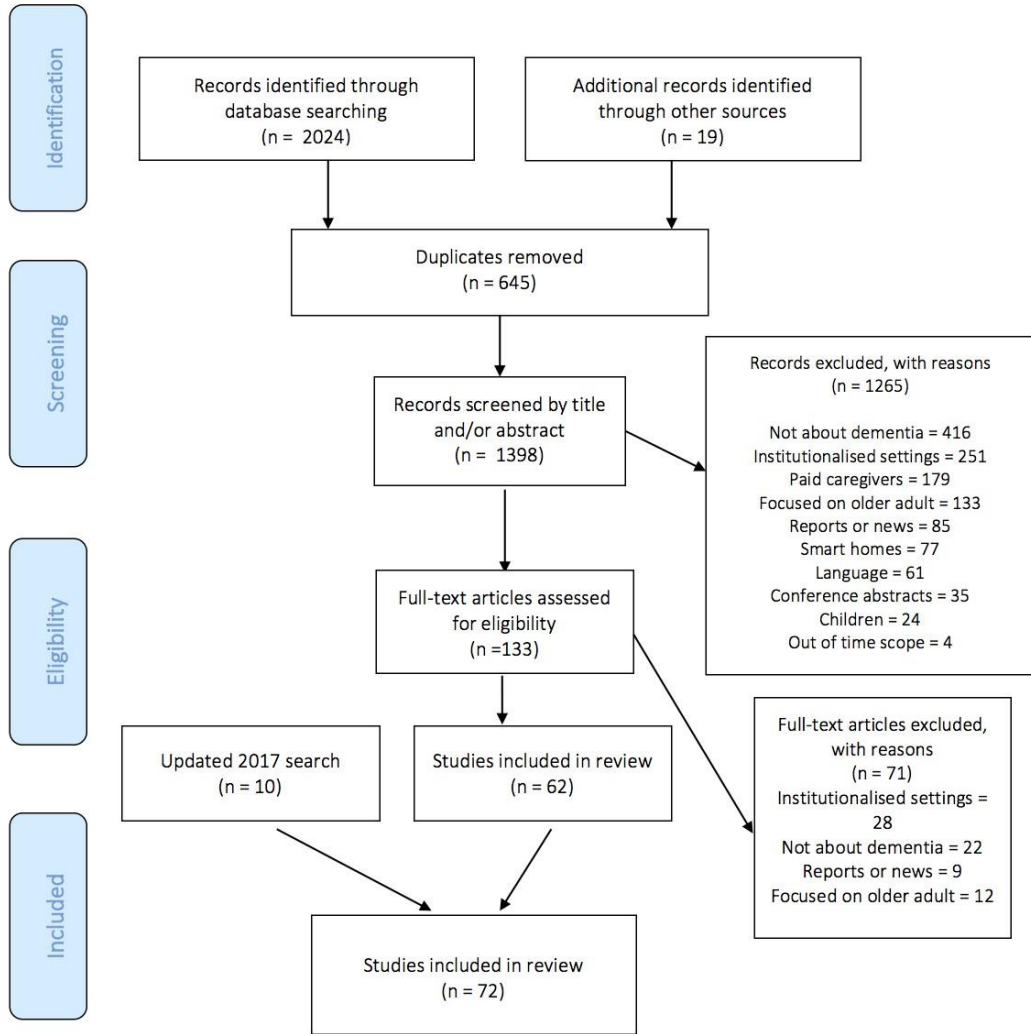 Identification
Records identified through
database searching
(n = 2024)
Additional records identified
through other sources
(n = 19)
Duplicates removed
(n = 645)
Screening
Records screened by title
and/or abstract
(n = 1398)
Records excluded, with reasons
(n = 1265)
Not about dementia = 416
Institutionalised settings = 251
Paid caregivers = 179
Focused on older adult = 133
Reports or news = 85
Smart homes = 77
Language = 61
Conference abstracts = 35
Children = 24
Out of time scope = 4
Eligibility
Full-text articles assessed
for eligibility
(n =133)
Full-text articles excluded,
with reasons
(n = 71)
Institutionalised settings =
28
Not about dementia = 22
Reports or news = 9
Focused on older adult = 12
Updated 2017 search
(n = 10)
Studies included in review
(n = 62)
Included
Studies included in review
(n = 72)